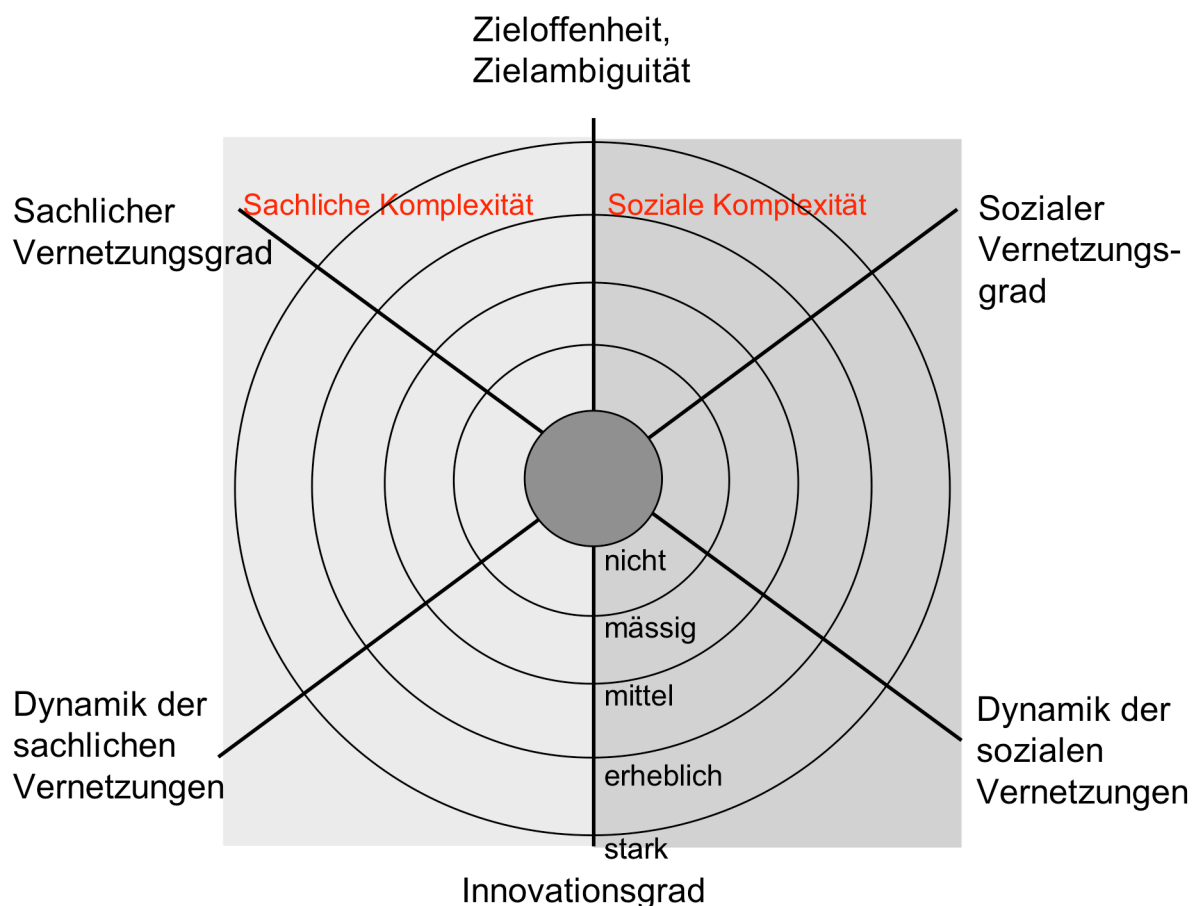 Zieloffenheit,
Zielambiguität
Sachliche Komplexität
Soziale Komplexität
Sachlicher
Vernetzungsgrad
Sozialer
Vernetzungs-
grad
nicht
mässig
mittel
erheblich
stark
Dynamik der
sachlichen
Vernetzungen
Dynamik der
sozialen
Vernetzungen
Innovationsgrad